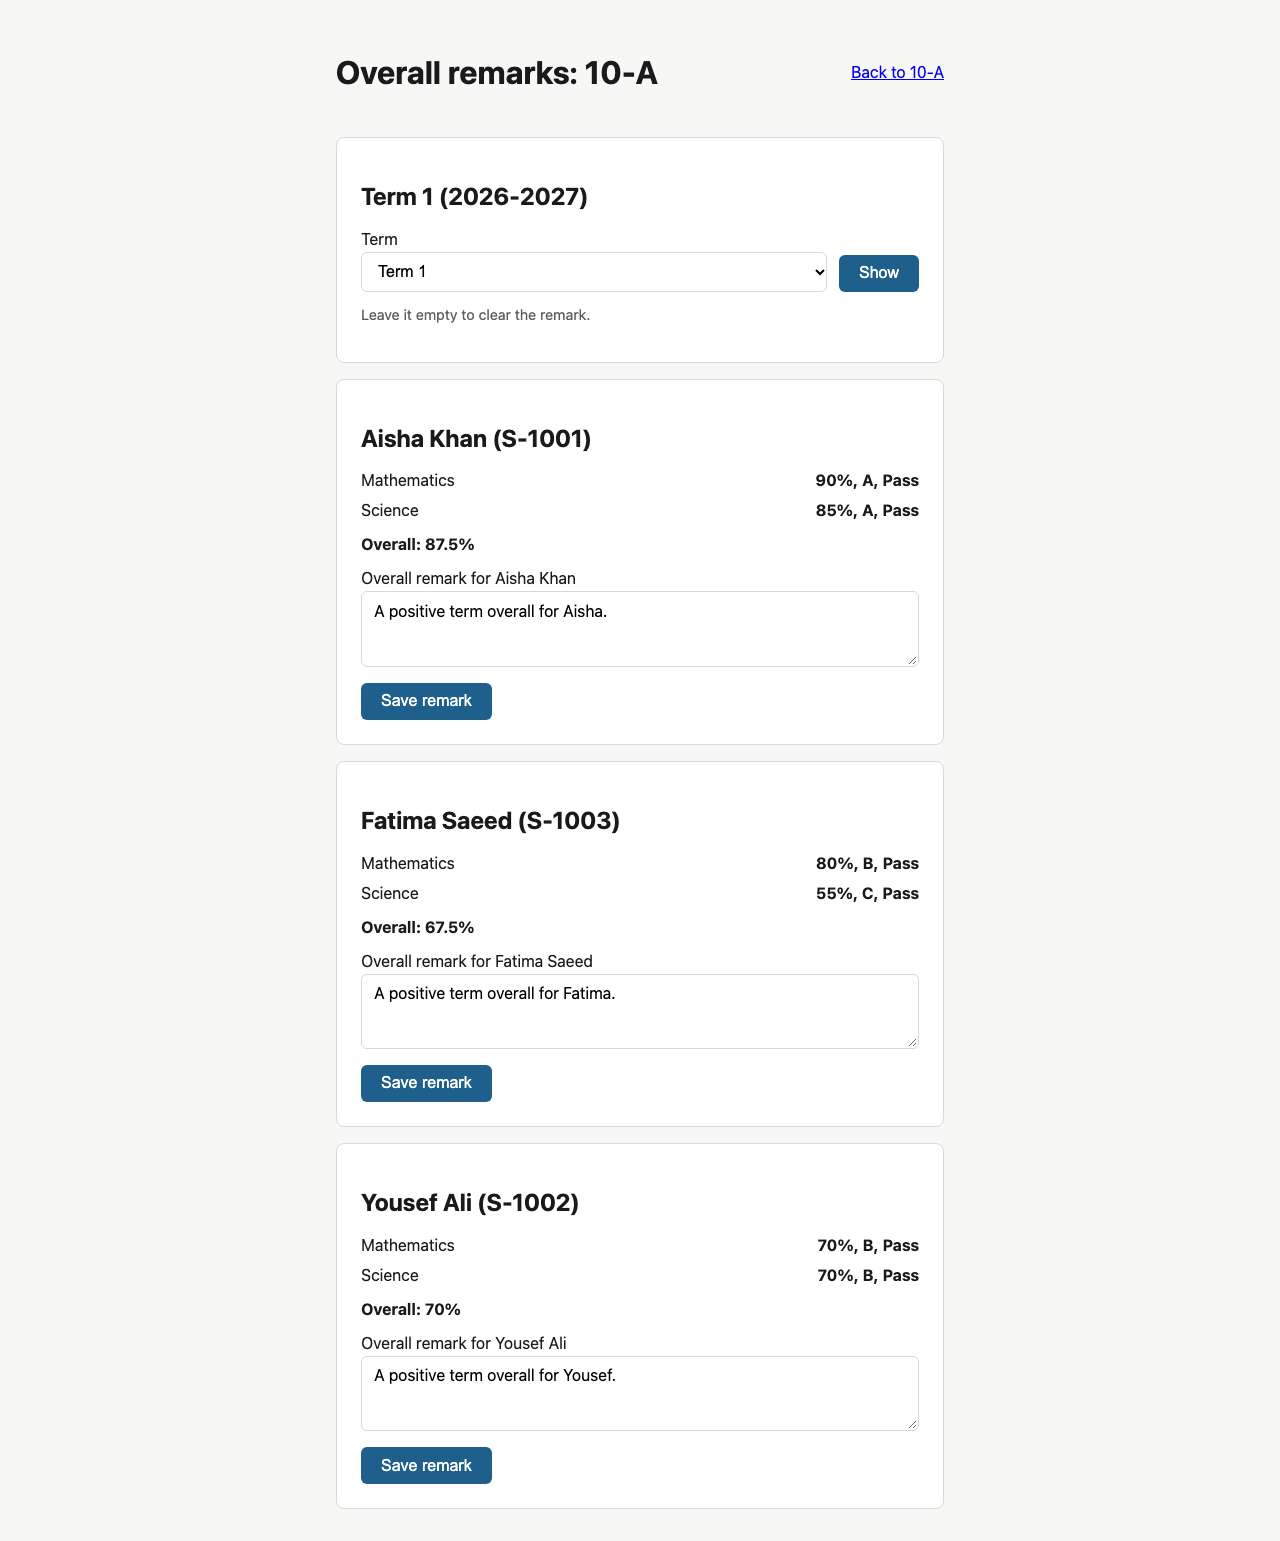 Overall remarks: 10-A
Back to 10-A
Term 1 (2026-2027)
Term
Term 1
Show
Leave it empty to clear the remark.
Aisha Khan (S-1001)
Mathematics 90%, A, Pass
Science 85%, A, Pass
Overall: 87.5%
Overall remark for Aisha Khan
A positive term overall for Aisha.
Save remark
Fatima Saeed (S-1003)
Mathematics 80%, B, Pass
Science 55%, C, Pass
Overall: 67.5%
Overall remark for Fatima Saeed
A positive term overall for Fatima.
Save remark
Yousef Ali (S-1002)
Mathematics 70%, B, Pass
Science 70%, B, Pass
Overall: 70%
Overall remark for Yousef Ali
A positive term overall for Yousef.
Save remark